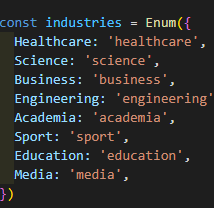 const industries = Enum({
  Healthcare: 'healthcare',
  Science: 'science',
  Business: 'business',
  Engineering: 'engineering'
  Academia: 'academia',
  Sport: 'sport',
  Education: 'education',
  Media: 'media',
})